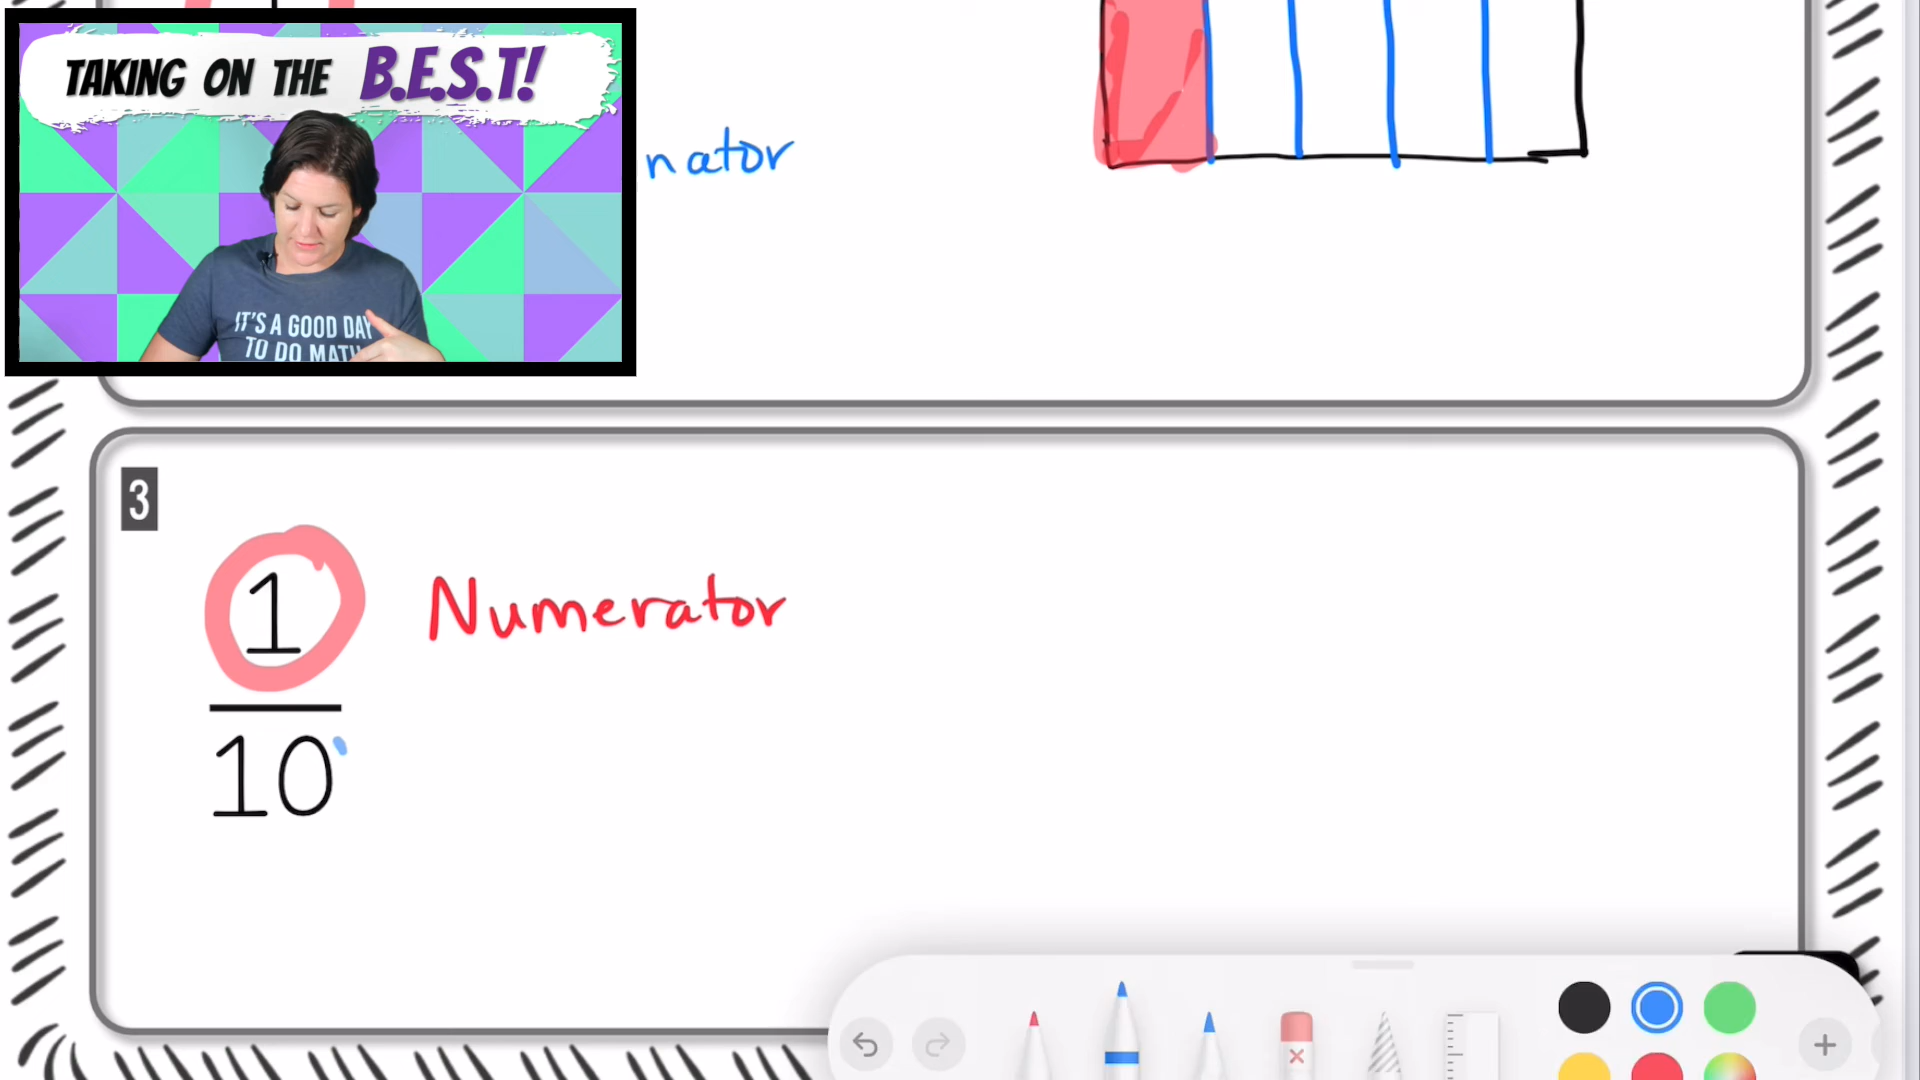 TAKING ON THE B.E.S.T!
IT'S A GOOD DAY
TO DO MATH
nator
3
1 Numerator
10